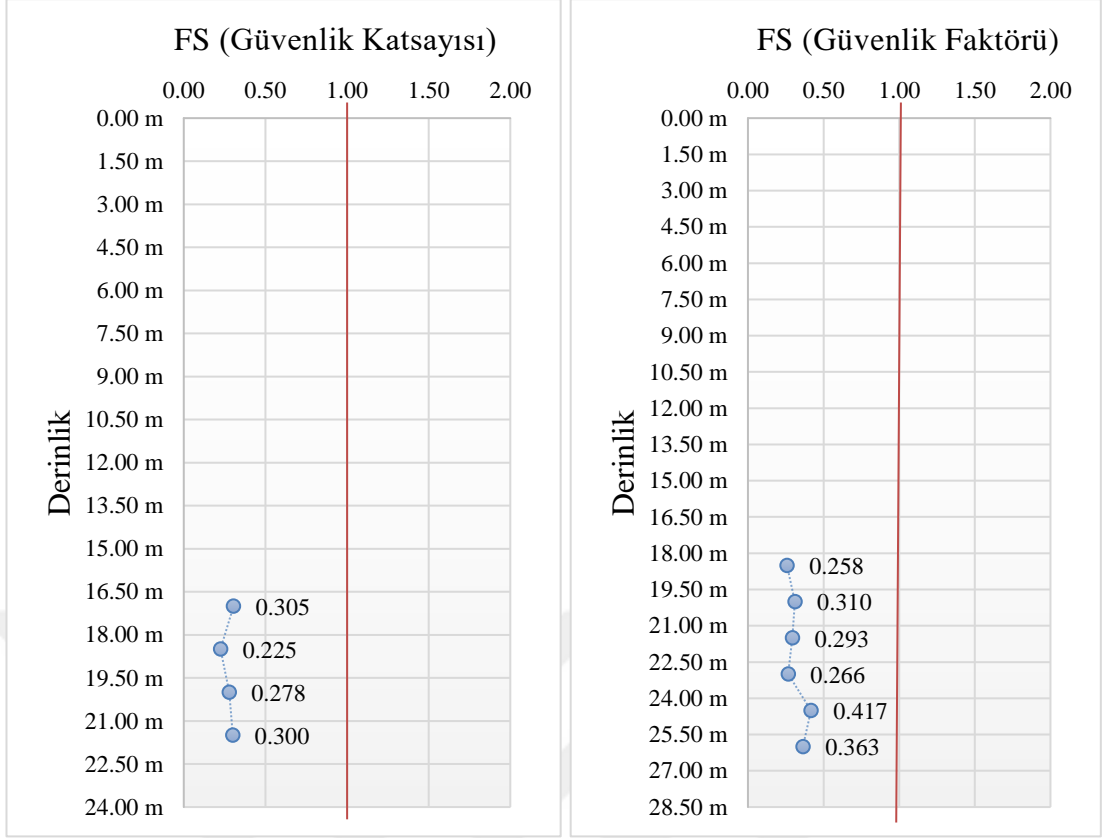 FS (Güvenlik Katsayısı)
0.00 0.50 1.00 1.50 2.00
0.00 m
1.50 m
3.00 m
4.50 m
6.00 m
7.50 m
9.00 m
10.50 m
12.00 m
13.50 m
15.00 m
16.50 m
18.00 m
19.50 m
21.00 m
22.50 m
24.00 m
Derinlik
0.305
0.225
0.278
0.300
FS (Güvenlik Faktörü)
0.00 0.50 1.00 1.50 2.00
0.00 m
1.50 m
3.00 m
4.50 m
6.00 m
7.50 m
9.00 m
10.50 m
12.00 m
13.50 m
15.00 m
16.50 m
18.00 m
19.50 m
21.00 m
22.50 m
24.00 m
25.50 m
27.00 m
28.50 m
Derinlik
0.258
0.310
0.293
0.266
0.417
0.363